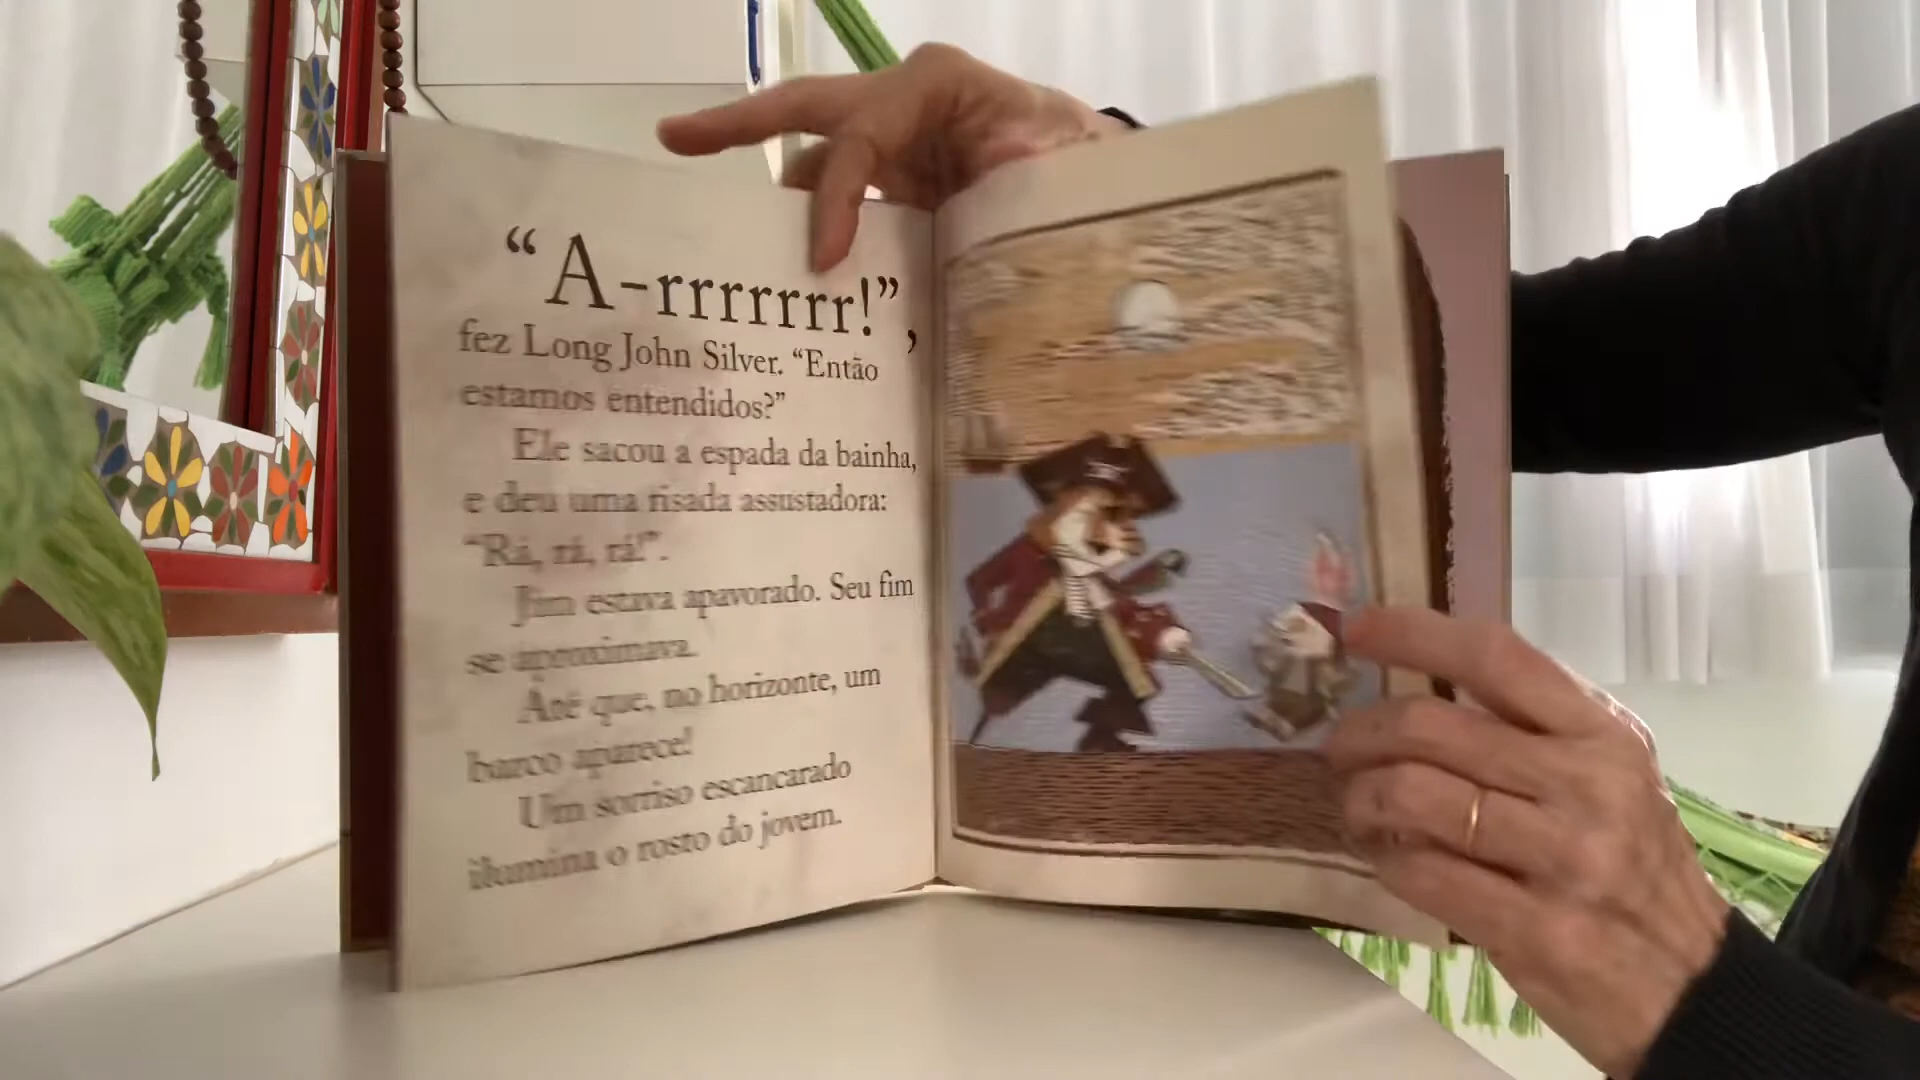 “A-rrrrrrr!”,
fez Long John Silver. “Então
estamos entendidos?”
Ele sacou a espada da bainha,
e deu uma risada assustadora:
“Rá, rá, rá!”.
Jim estava apavorado. Seu fim
se aproximava.
Até que, no horizonte, um
barco aparece!
Um sorriso escancarado
ilumina o rosto do jovem.